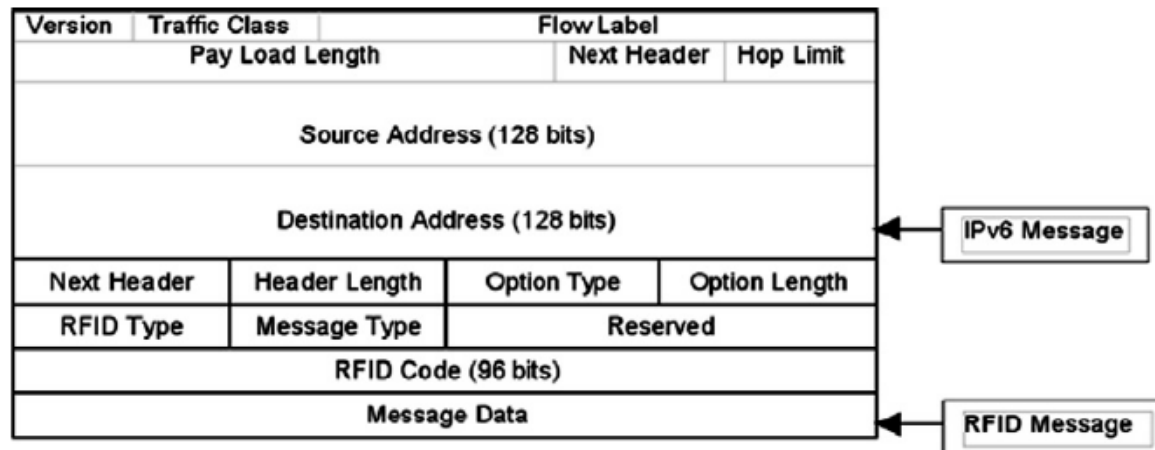 Version Traffic Class Flow Label
Pay Load Length Next Header Hop Limit
Source Address (128 bits)
Destination Address (128 bits)
IPv6 Message
Next Header Header Length Option Type Option Length
RFID Type Message Type Reserved
RFID Code (96 bits)
Message Data
RFID Message